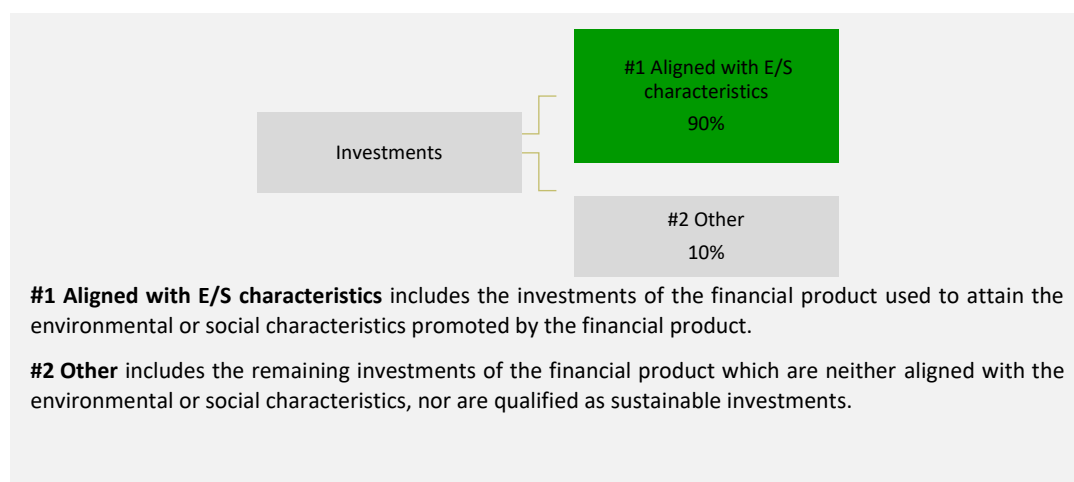 #1 Aligned with E/S
characteristics
90%
Investments
#2 Other
10%
#1 Aligned with E/S characteristics includes the investments of the financial product used to attain the
environmental or social characteristics promoted by the financial product.
#2 Other includes the remaining investments of the financial product which are neither aligned with the
environmental or social characteristics, nor are qualified as sustainable investments.